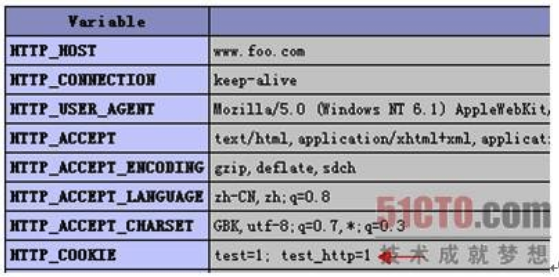 Variable
HTTP_HOST www.foo.com
HTTP_CONNECTION keep-alive
HTTP_USER_AGENT Mozilla/5.0 (Windows NT 6.1) AppleWebKit/
HTTP_ACCEPT text/html,application/xhtml+xml,applicati
HTTP_ACCEPT_ENCODING gzip,deflate,sdch
HTTP_ACCEPT_LANGUAGE zh-CN,zh;q=0.8
HTTP_ACCEPT_CHARSET GBK,utf-8;q=0.7,*;q=0.3
HTTP_COOKIE test=1; test_http=1
51CTO.com
技术成就梦想